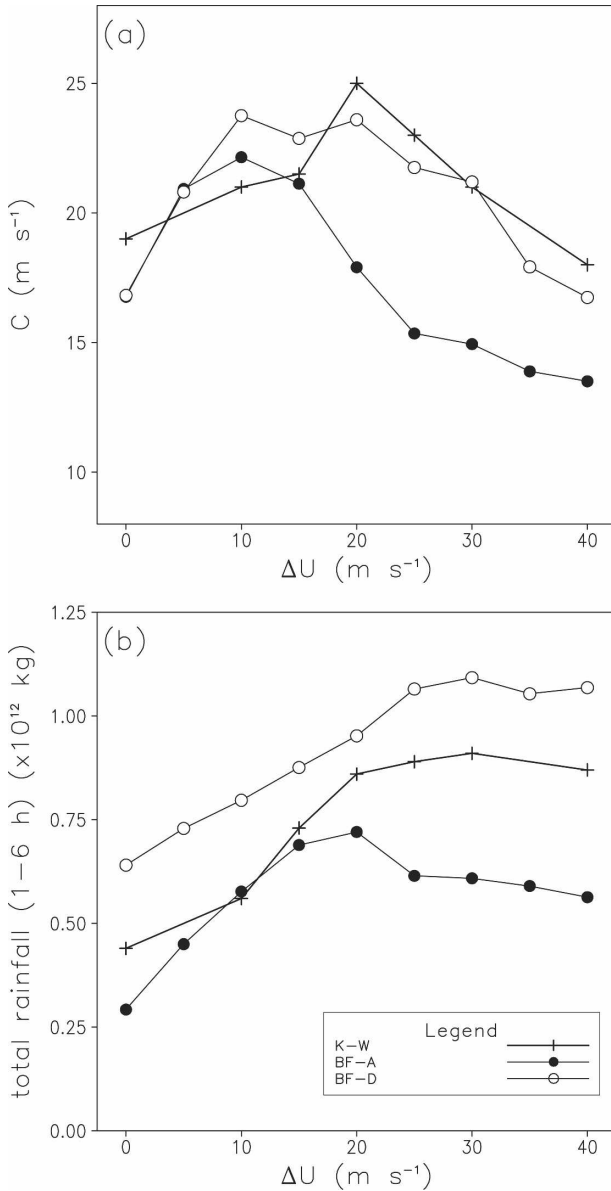 (a)
25
20
15
10
C (m s⁻¹)
0 10 20 30 40
ΔU (m s⁻¹)
(b)
1.25
1.00
0.75
0.50
0.25
0.00
total rainfall (1–6 h) (x10¹² kg)
Legend
K–W
BF–A
BF–D
0 10 20 30 40
ΔU (m s⁻¹)